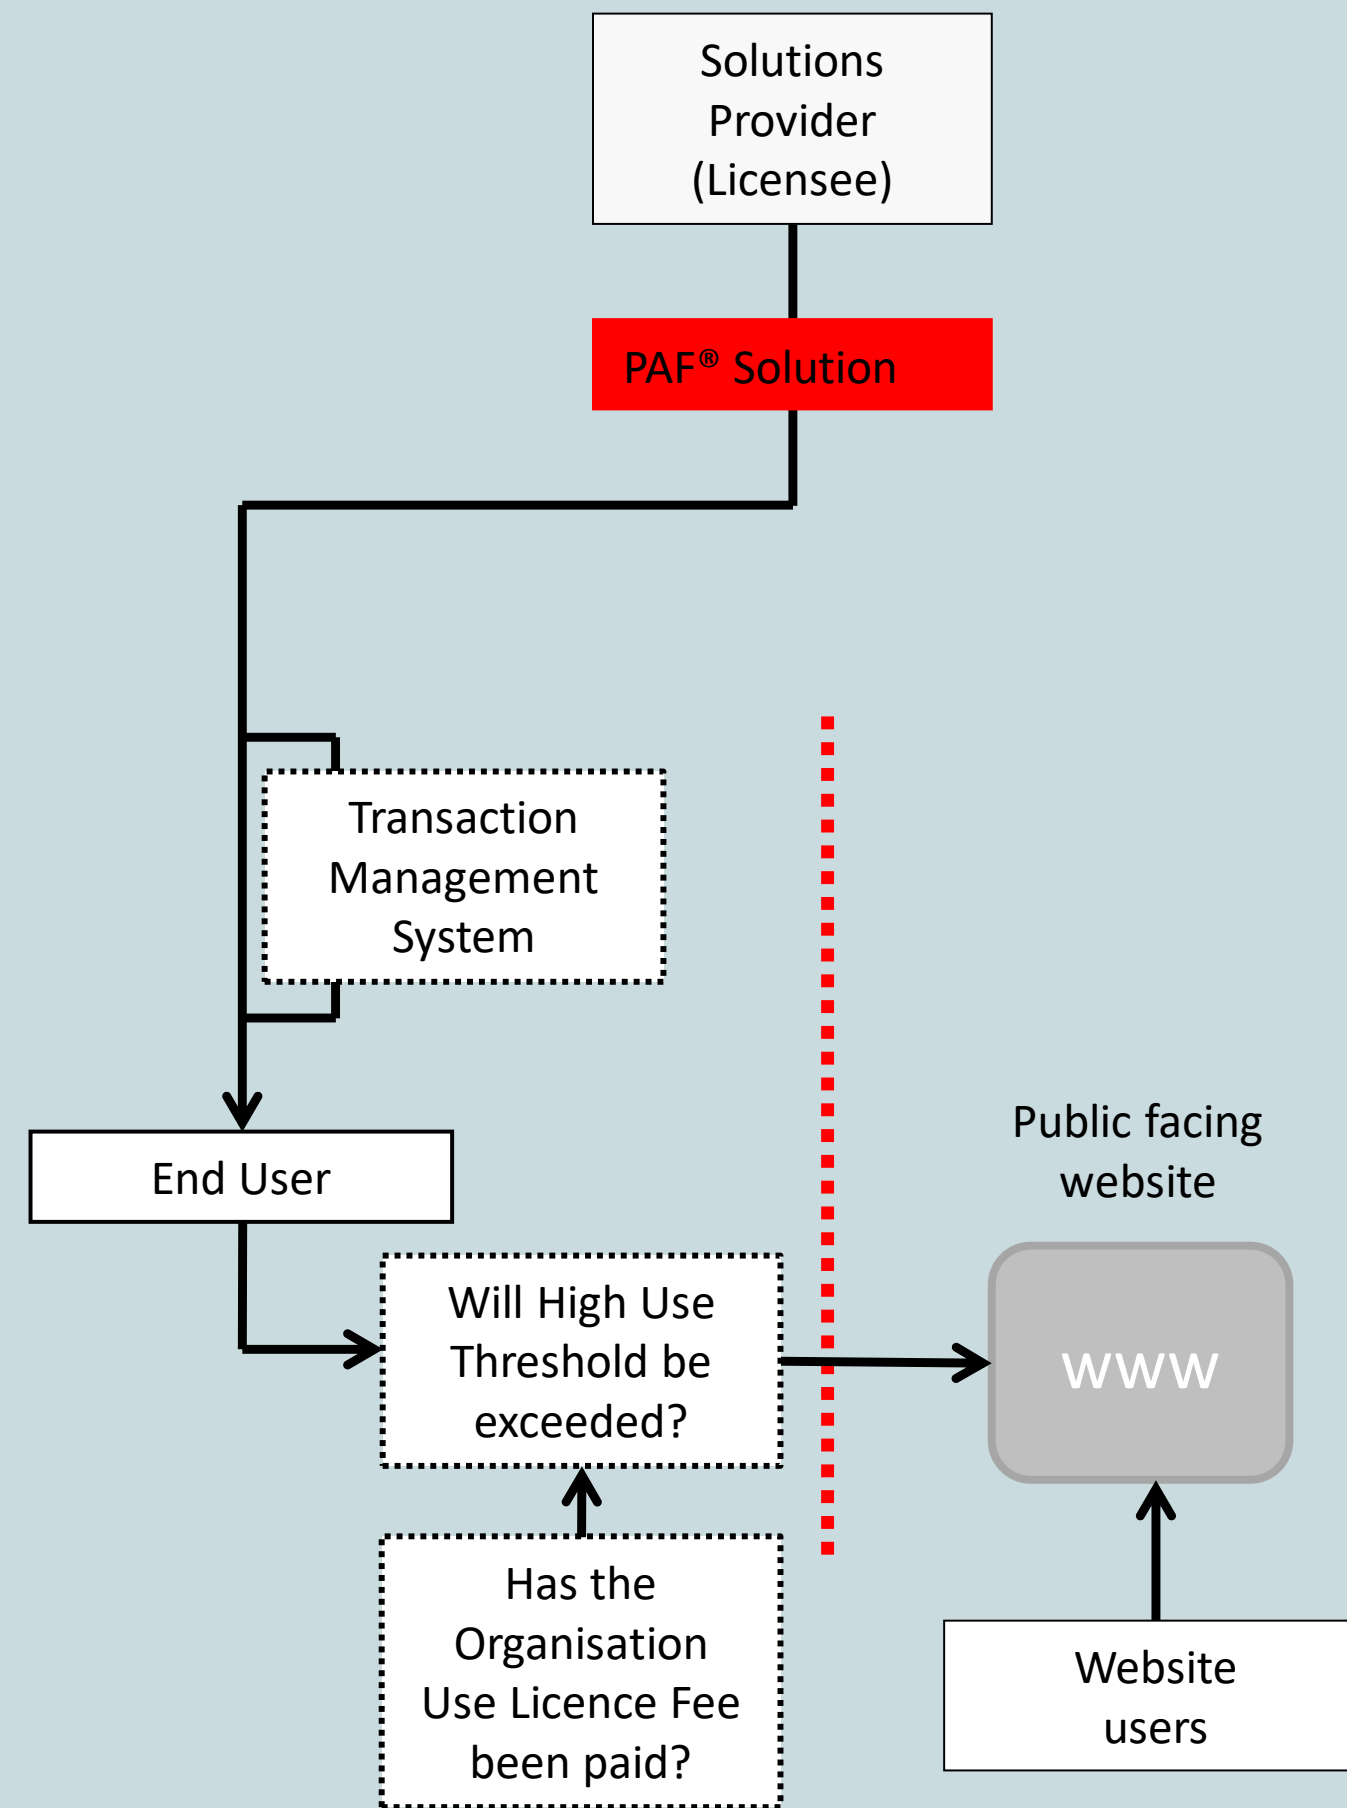 Solutions
Provider
(Licensee)
PAF® Solution
Transaction
Management
System
End User
Public facing
website
Will High Use
Threshold be
exceeded?
www
Has the
Organisation
Use Licence Fee
been paid?
Website
users